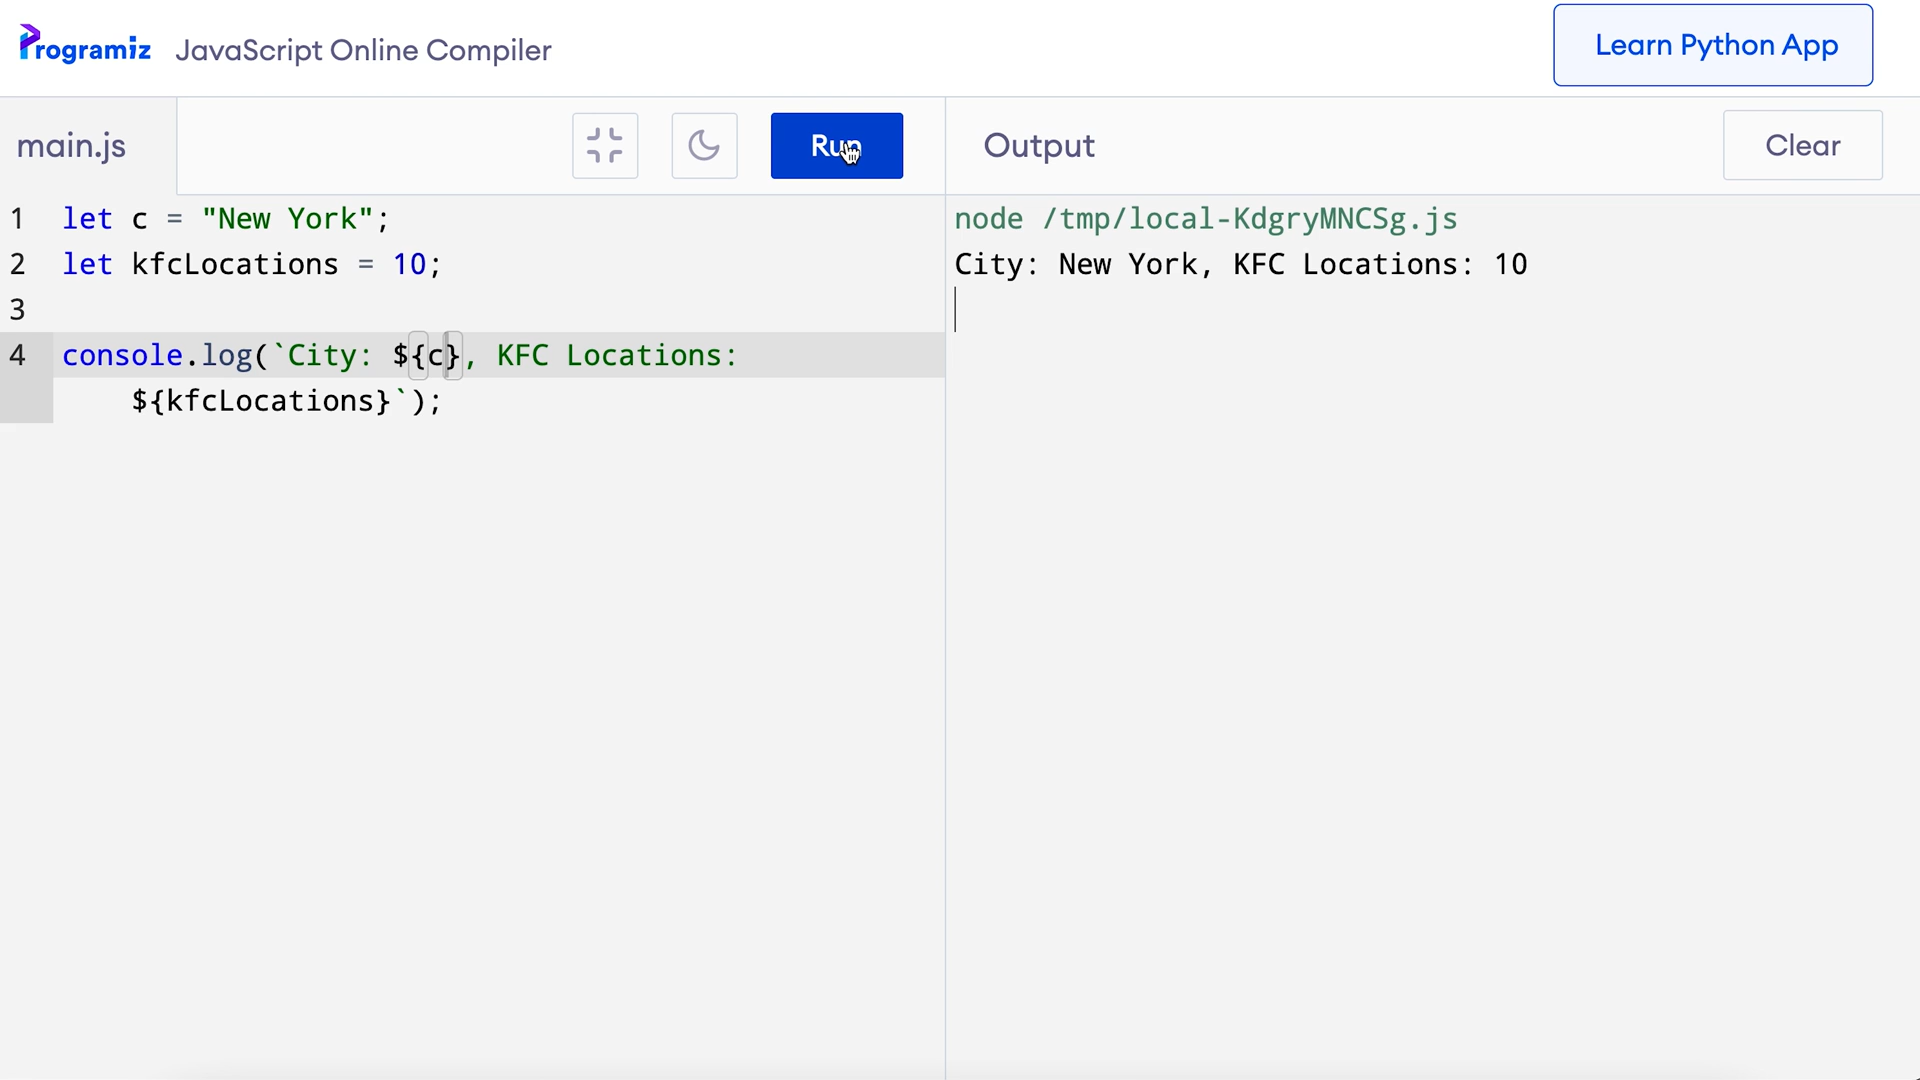 Programiz JavaScript Online Compiler
Learn Python App
main.js
Run
Output
Clear
1 let c = "New York";
2 let kfcLocations = 10;
3
4 console.log(`City: ${c}, KFC Locations:
${kfcLocations}`);
node /tmp/local-KdgryMNCSg.js
City: New York, KFC Locations: 10